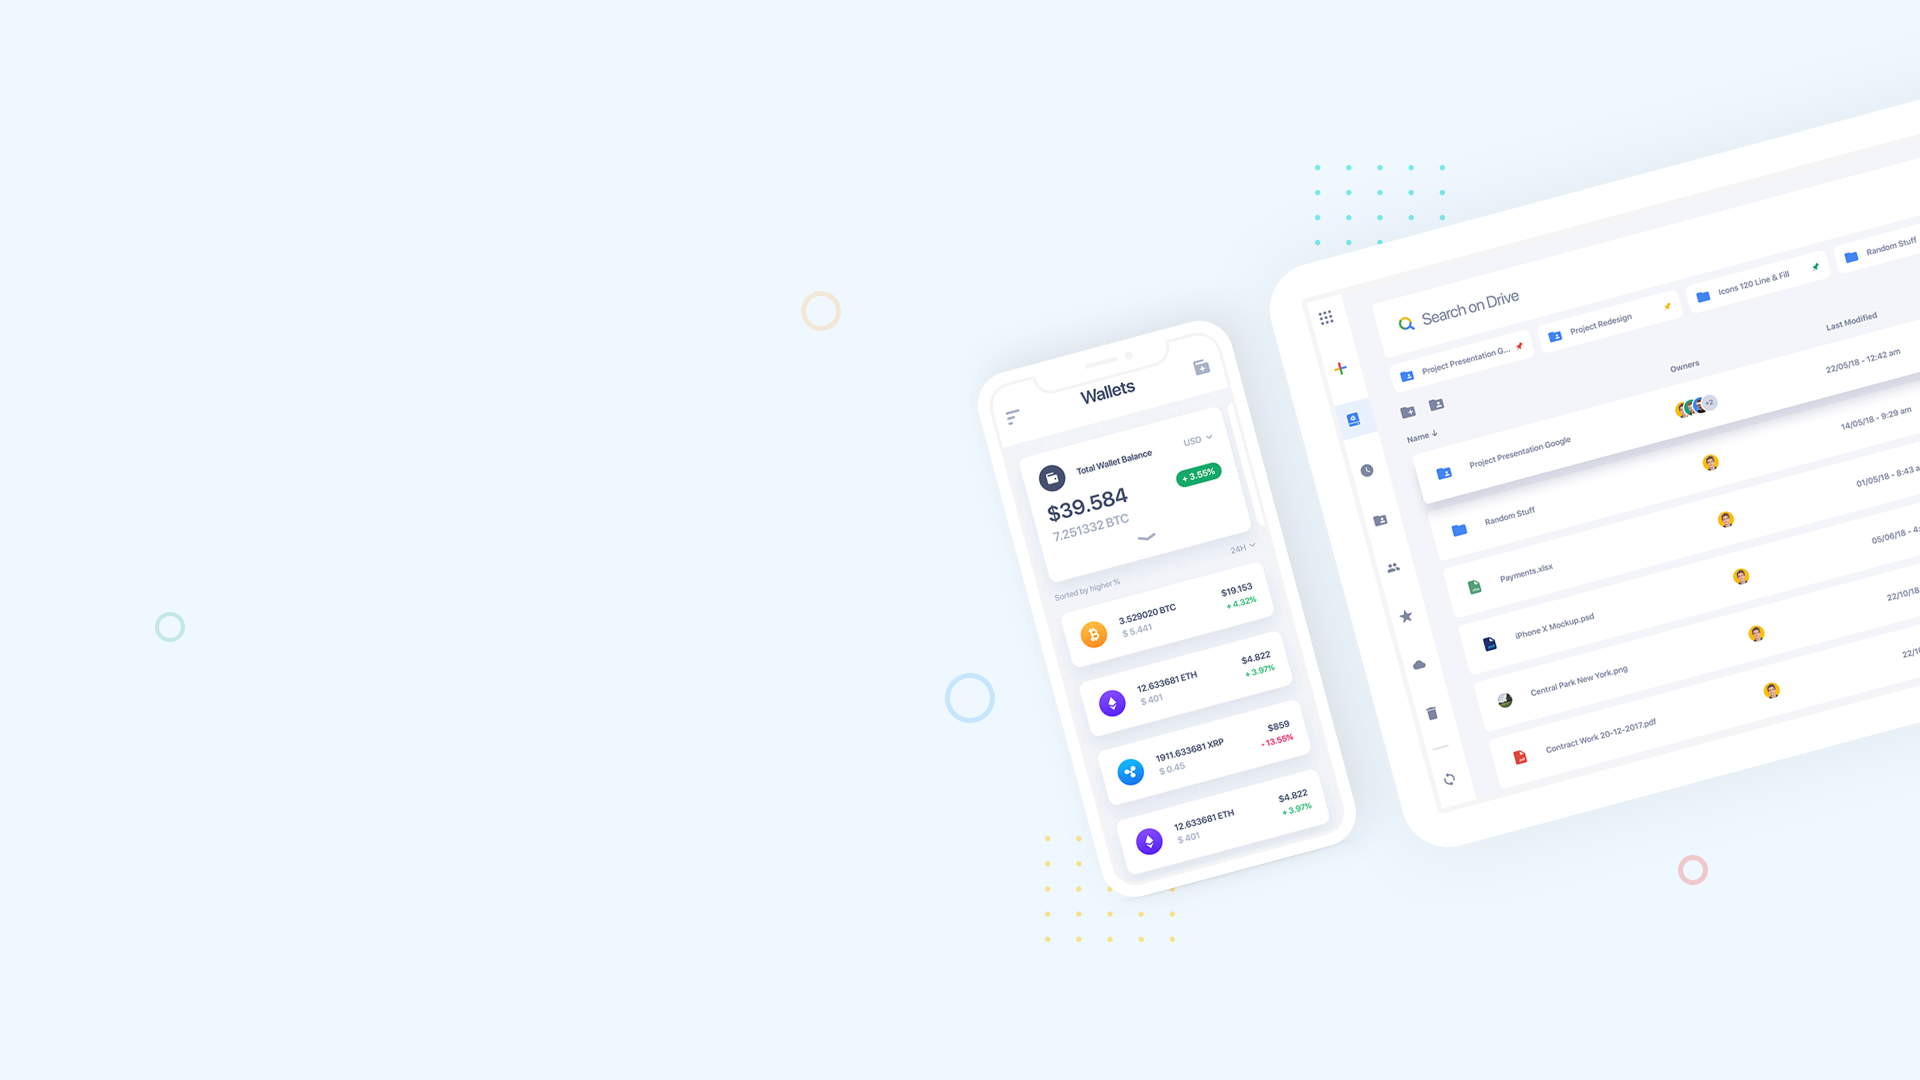 Wallets
Total Wallet Balance
USD
$39.584
+ 3.55%
7.251332 BTC
Sorted by higher %
24H
3.529020 BTC
$19.153
$ 5.441
+ 4.32%
12.633681 ETH
$4.822
$ 401
+ 3.97%
1911.633681 XRP
$859
$ 0.45
- 13.55%
12.633681 ETH
$4.822
$ 401
+ 3.97%
Search on Drive
Project Presentation G...
Project Redesign
Icons 120 Line & Fill
Random Stuff
Name
Owners
Last Modified
Project Presentation Google
+2
22/05/18 - 12:42 am
Random Stuff
14/05/18 - 9:29 am
Payments.xlsx
01/05/18 - 8:43 a
iPhone X Mockup.psd
05/06/18 - 4:
Central Park New York.png
22/10/18
Contract Work 20-12-2017.pdf
22/10